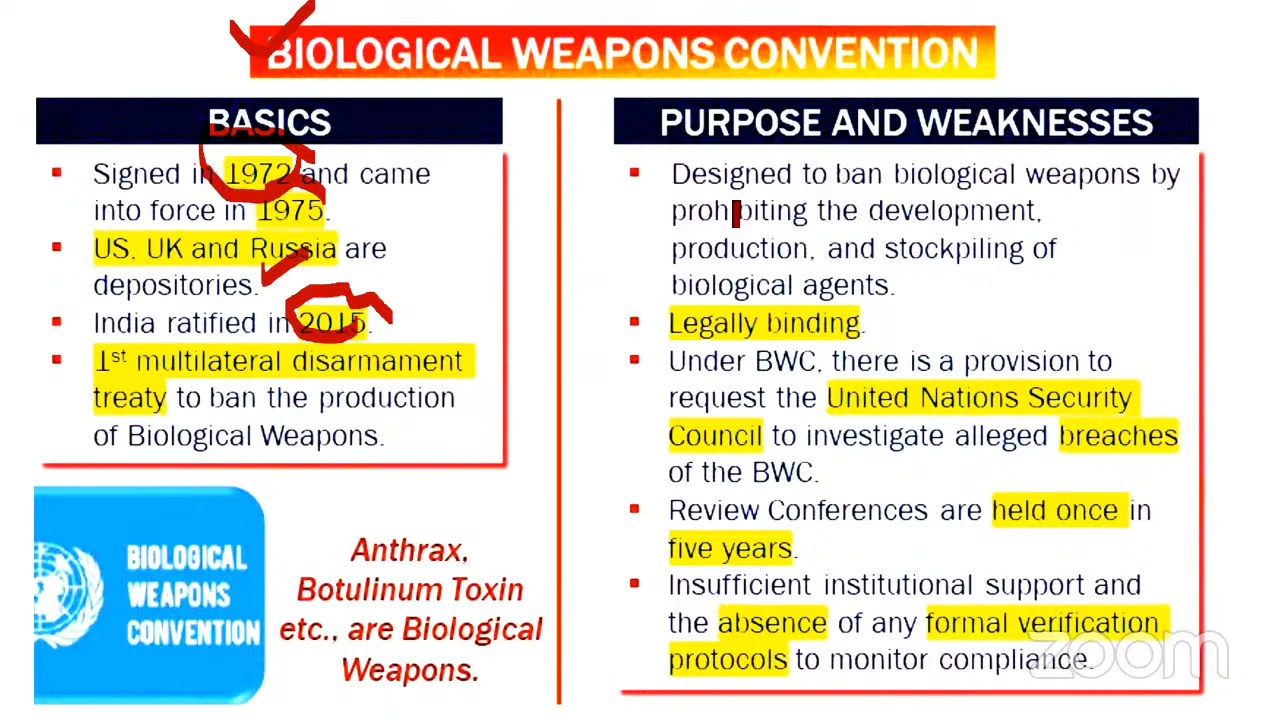 BIOLOGICAL WEAPONS CONVENTION
BASICS
▪ Signed in 1972 and came
into force in 1975.
▪ US, UK and Russia are
depositories.
▪ India ratified in 2015.
▪ 1st multilateral disarmament
treaty to ban the production
of Biological Weapons.
BIOLOGICAL
WEAPONS
CONVENTION
Anthrax,
Botulinum Toxin
etc., are Biological
Weapons.
PURPOSE AND WEAKNESSES
▪ Designed to ban biological weapons by
prohibiting the development,
production, and stockpiling of
biological agents.
▪ Legally binding.
▪ Under BWC, there is a provision to
request the United Nations Security
Council to investigate alleged breaches
of the BWC.
▪ Review Conferences are held once in
five years.
▪ Insufficient institutional support and
the absence of any formal verification
protocols to monitor compliance.
zoom